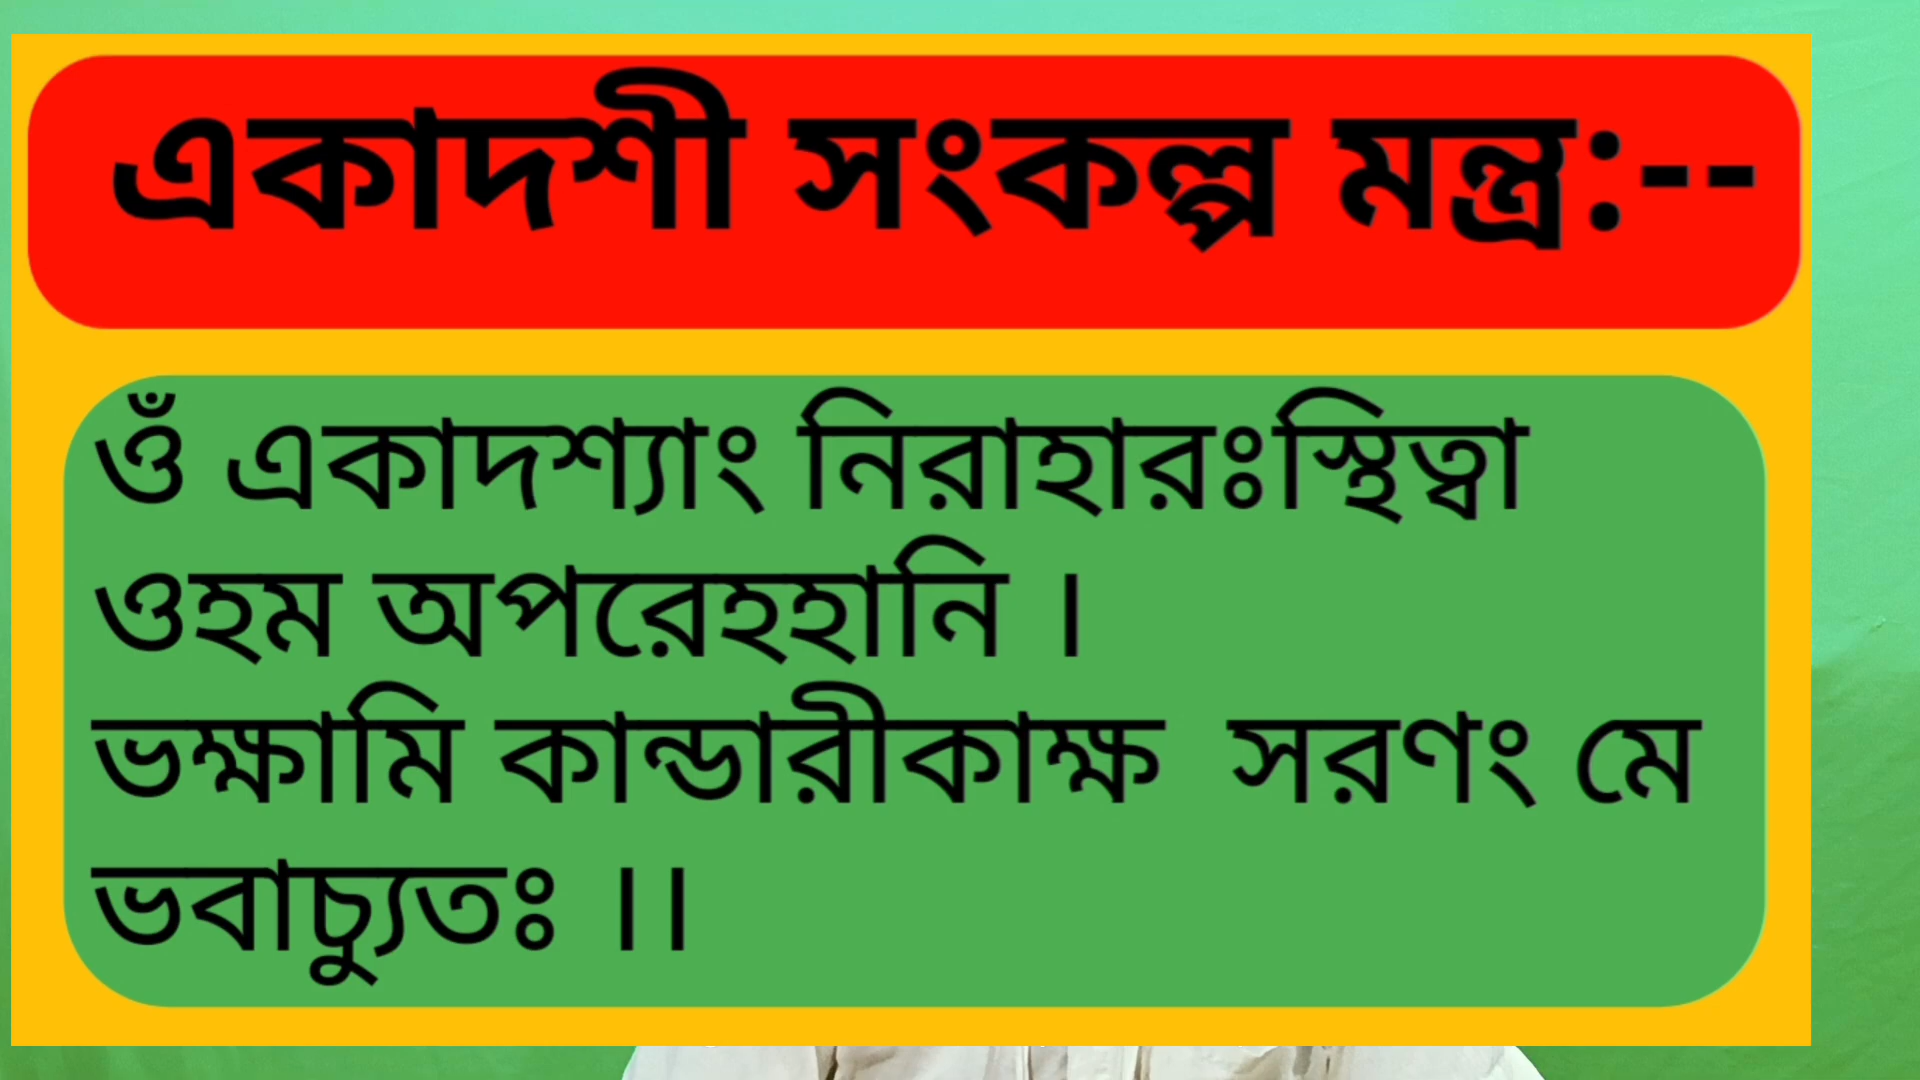 একাদশী সংকল্প মন্ত্র:--
ওঁ একাদশ্যাং নিরাহারঃস্থিত্বা
ওহম অপরেহহানি ।
ভক্ষামি কান্ডারীকাক্ষ সরণং মে
ভবাচ্যুতঃ ।।